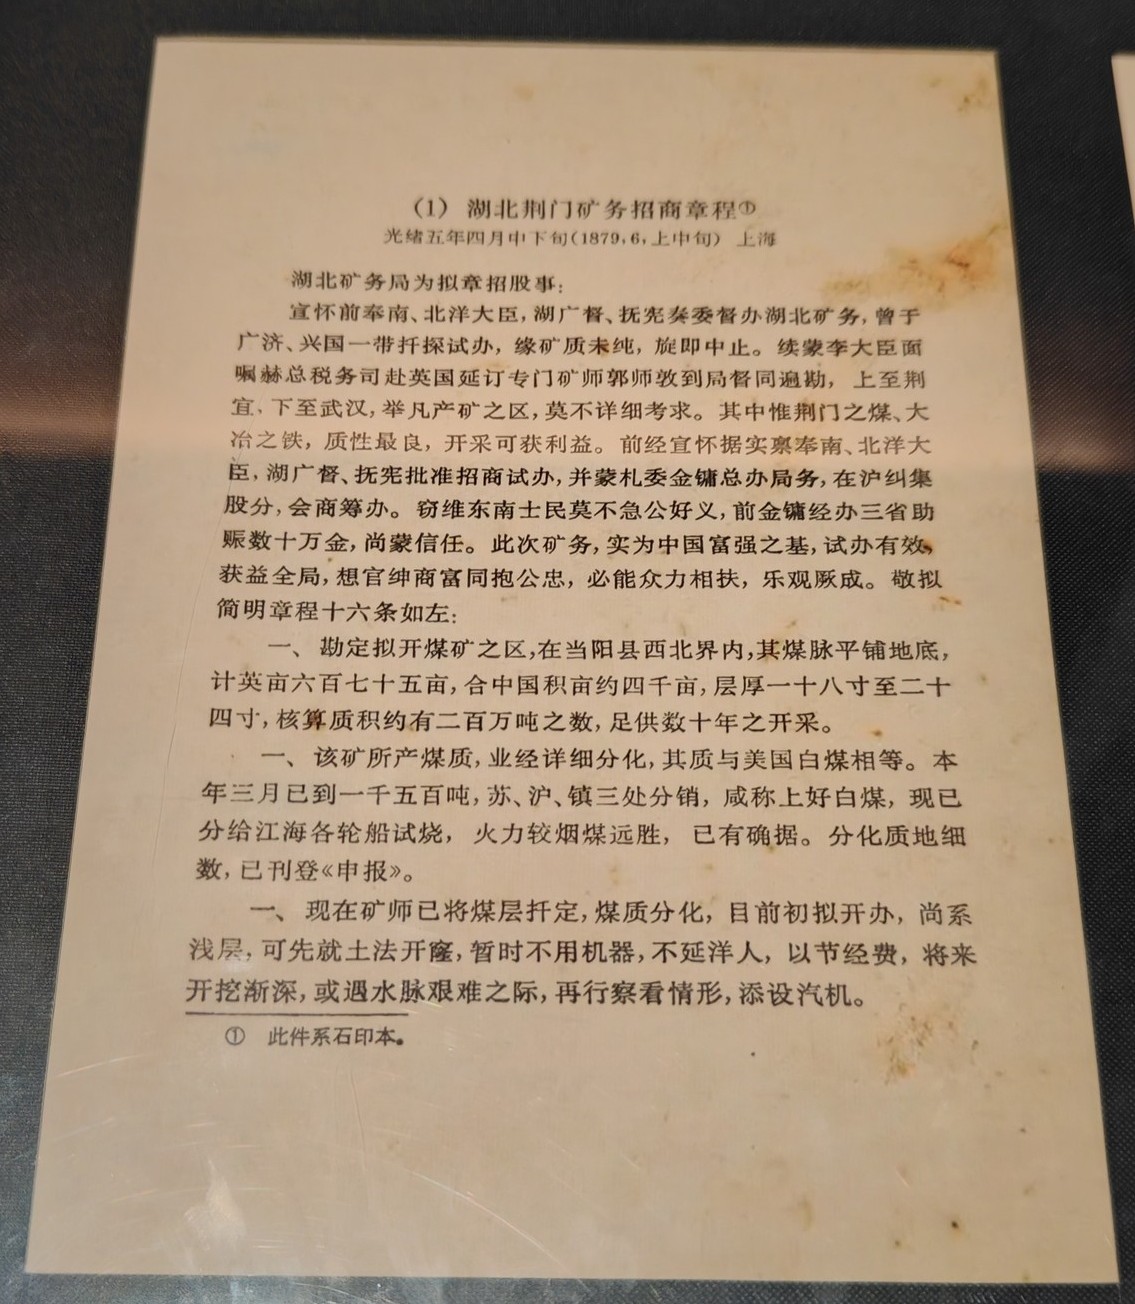 (1) 湖北荆门矿务招商章程①
光绪五年四月中下旬(1879,6,上中旬) 上海
湖北矿务局为拟章招股事:
宣怀前奉南、北洋大臣,湖广督、抚宪奏委督办湖北矿务,曾于
广济、兴国一带扦探试办,缘矿质未纯,旋即中止。续蒙李大臣面
嘱赫总税务司赴英国延订专门矿师郭师敦到局督同遍勘,上至荆
宜,下至武汉,举凡产矿之区,莫不详细考求。其中惟荆门之煤、大
冶之铁,质性最良,开采可获利益。前经宣怀据实禀奉南、北洋大
臣,湖广督、抚宪批准招商试办,并蒙札委金镛总办局务,在沪纠集
股分,会商筹办。窃维东南士民莫不急公好义,前金镛经办三省助
赈数十万金,尚蒙信任。此次矿务,实为中国富强之基,试办有效,
获益全局,想官绅商富同抱公忠,必能众力相扶,乐观厥成。敬拟
简明章程十六条如左:
一、勘定拟开煤矿之区,在当阳县西北界内,其煤脉平铺地底,
计英亩六百七十五亩,合中国积亩约四千亩,层厚一十八寸至二十
四寸,核算质积约有二百万吨之数,足供数十年之开采。
一、该矿所产煤质,业经详细分化,其质与美国白煤相等。本
年三月已到一千五百吨,苏、沪、镇三处分销,咸称上好白煤,现已
分给江海各轮船试烧,火力较烟煤远胜,已有确据。分化质地细
数,已刊登《申报》。
一、现在矿师已将煤层扦定,煤质分化,目前初拟开办,尚系
浅层,可先就土法开窿,暂时不用机器,不延洋人,以节经费,将来
开挖渐深,或遇水脉艰难之际,再行察看情形,添设汽机。
① 此件系石印本。